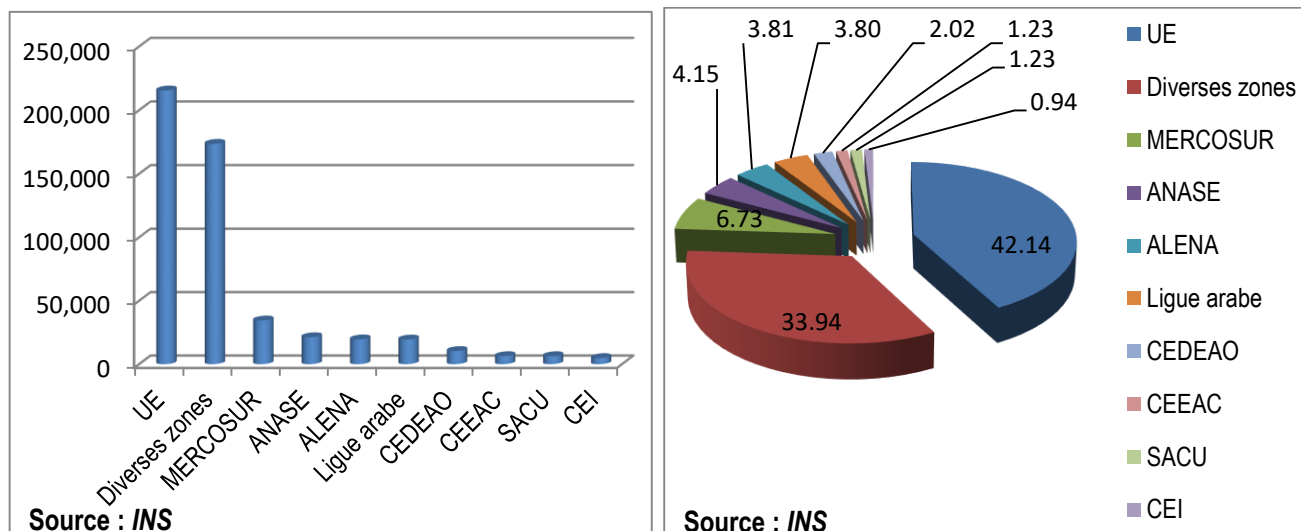 250,000
200,000
150,000
100,000
50,000
0
UE
Diverses zones
MERCOSUR
ANASE
ALENA
Ligue arabe
CEDEAO
CEEAC
SACU
CEI
Source : INS
3.81
3.80
2.02
1.23
1.23
4.15
0.94
6.73
42.14
33.94
UE
Diverses zones
MERCOSUR
ANASE
ALENA
Ligue arabe
CEDEAO
CEEAC
SACU
CEI
Source : INS